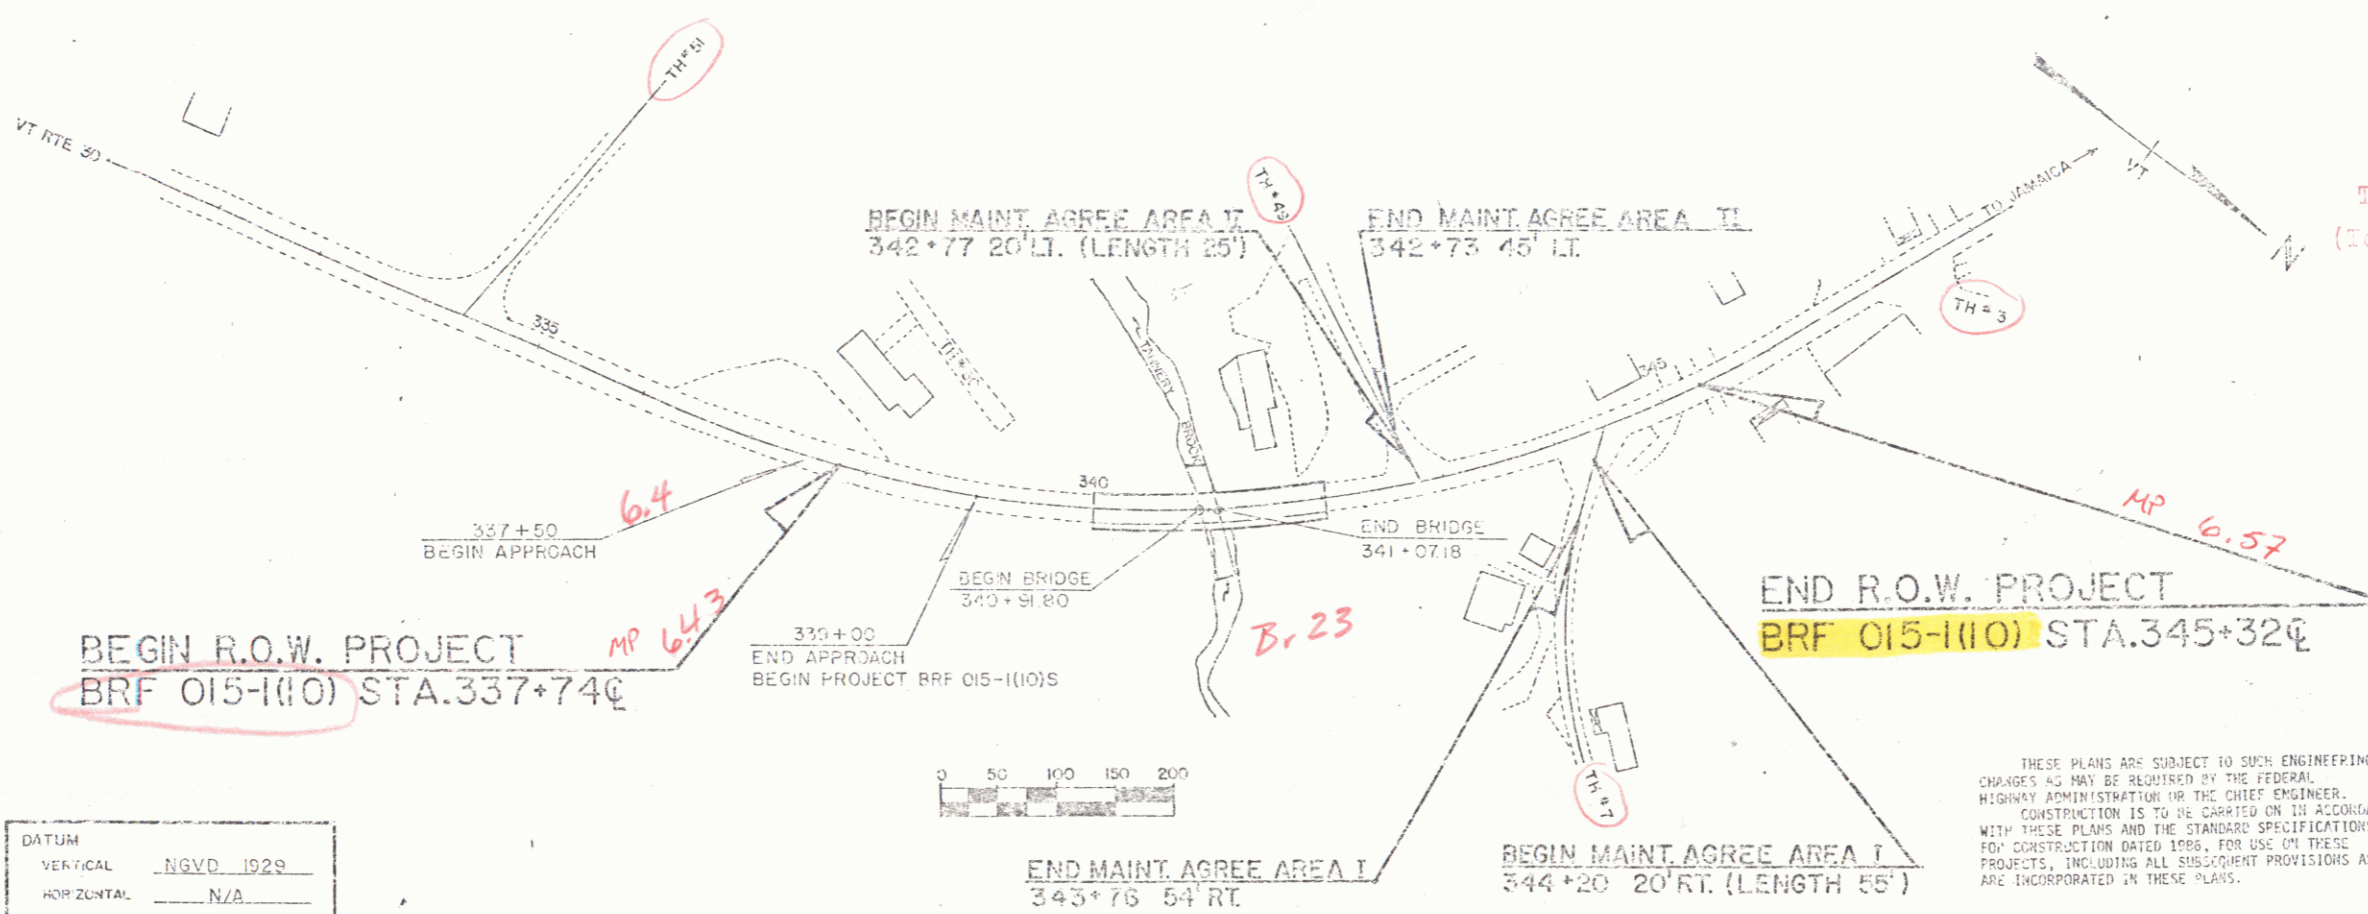 TH#51
VT RTE 30
335
BEGIN MAINT. AGREE AREA II
342+77 20' LT. (LENGTH 25')
TH#43
END MAINT. AGREE AREA II
342+73 45' LT.
TO JAMAICA
VT
N
TH#3
TANNERY
BROOK
345
340
337+50
BEGIN APPROACH
6.4
BEGIN R.O.W. PROJECT
BRF 015-1(10) STA.337+74℄
MP 6.43
339+00
END APPROACH
BEGIN PROJECT BRF 015-1(10)S
BEGIN BRIDGE
340+91.80
END BRIDGE
341+07.18
Br 23
MP 6.57
END R.O.W. PROJECT
BRF 015-1(10) STA.345+32℄
TH#7
0 50 100 150 200
END MAINT. AGREE AREA I
343+76 54' RT.
BEGIN MAINT. AGREE AREA I
344+20 20' RT. (LENGTH 55')
DATUM
VERTICAL NGVD 1929
HORIZONTAL N/A
THESE PLANS ARE SUBJECT TO SUCH ENGINEERING
CHANGES AS MAY BE REQUIRED BY THE FEDERAL
HIGHWAY ADMINISTRATION OR THE CHIEF ENGINEER.
CONSTRUCTION IS TO BE CARRIED ON IN ACCORD
WITH THESE PLANS AND THE STANDARD SPECIFICATION
FOR CONSTRUCTION DATED 1986, FOR USE ON THESE
PROJECTS, INCLUDING ALL SUBSEQUENT PROVISIONS A
ARE INCORPORATED IN THESE PLANS.